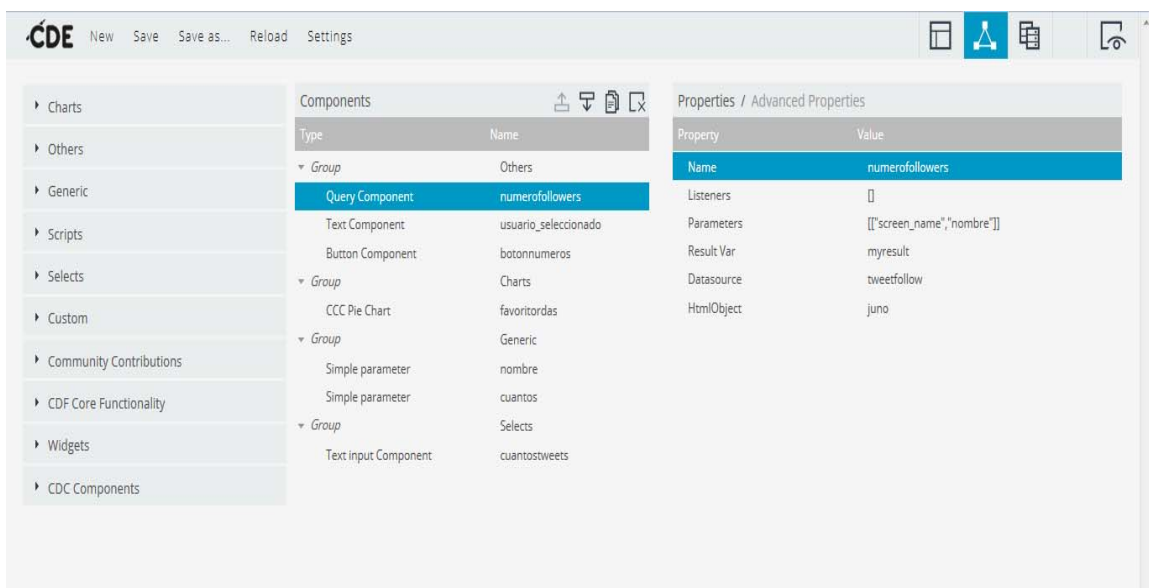 CDE New Save Save as... Reload Settings
Charts
Others
Generic
Scripts
Selects
Custom
Community Contributions
CDF Core Functionality
Widgets
CDC Components
Components
Type Name
Group Others
Query Component numerofollowers
Text Component usuario_seleccionado
Button Component botonnumeros
Group Charts
CCC Pie Chart favoritordas
Group Generic
Simple parameter nombre
Simple parameter cuantos
Group Selects
Text input Component cuantostweets
Properties / Advanced Properties
Property Value
Name numerofollowers
Listeners []
Parameters [["screen_name","nombre"]]
Result Var myresult
Datasource tweetfollow
HtmlObject juno